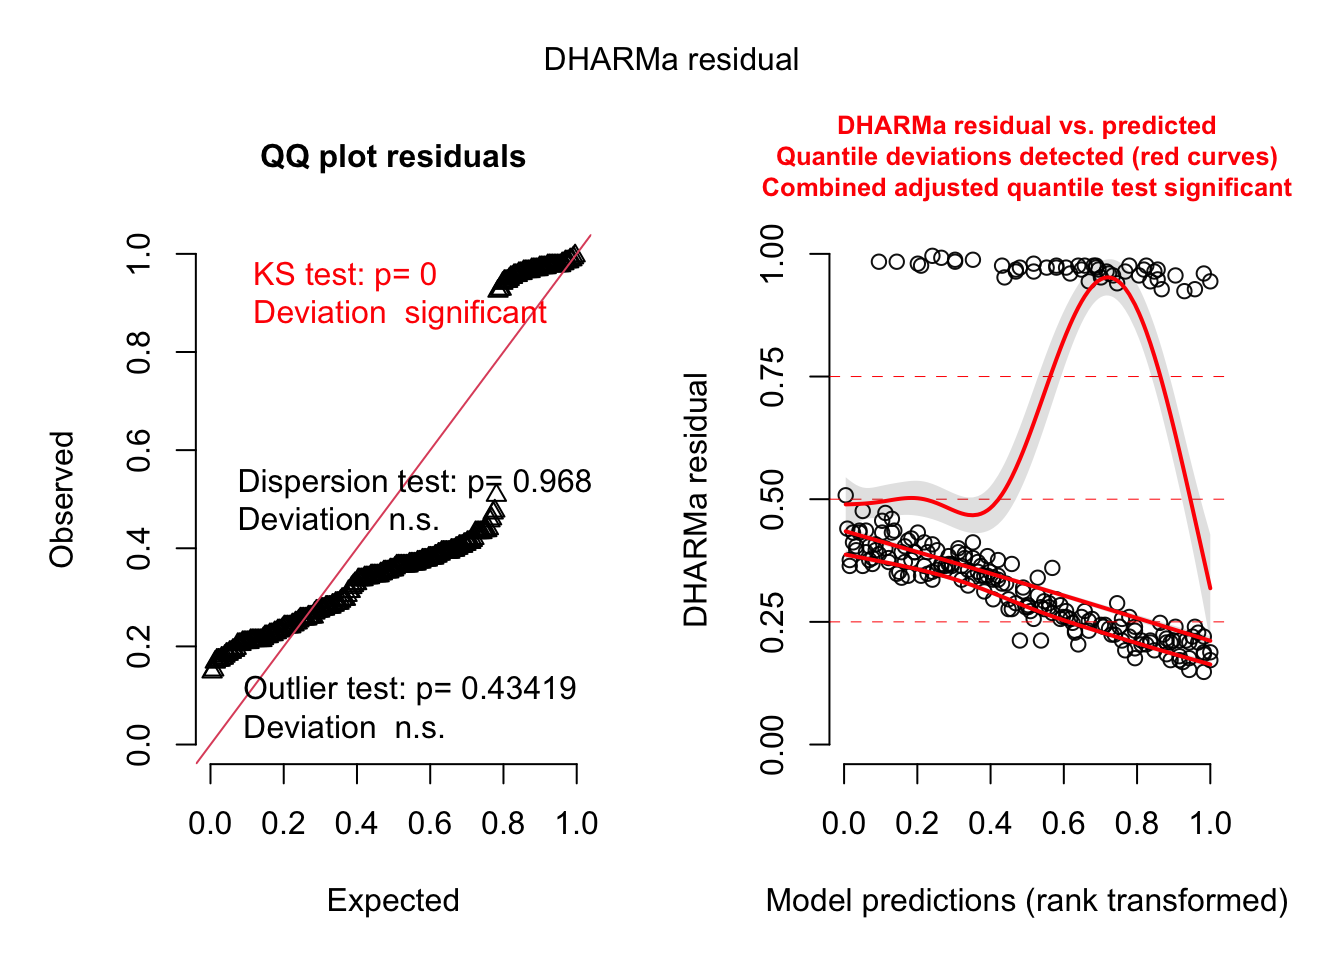 DHARMa residual
QQ plot residuals
KS test: p= 0
Deviation  significant
Dispersion test: p= 0.968
Deviation  n.s.
Outlier test: p= 0.43419
Deviation  n.s.
Observed
1.0
0.8
0.6
0.4
0.2
0.0
0.0 0.2 0.4 0.6 0.8 1.0
Expected
DHARMa residual vs. predicted
Quantile deviations detected (red curves)
Combined adjusted quantile test significant
DHARMa residual
1.00
0.75
0.50
0.25
0.00
0.0 0.2 0.4 0.6 0.8 1.0
Model predictions (rank transformed)